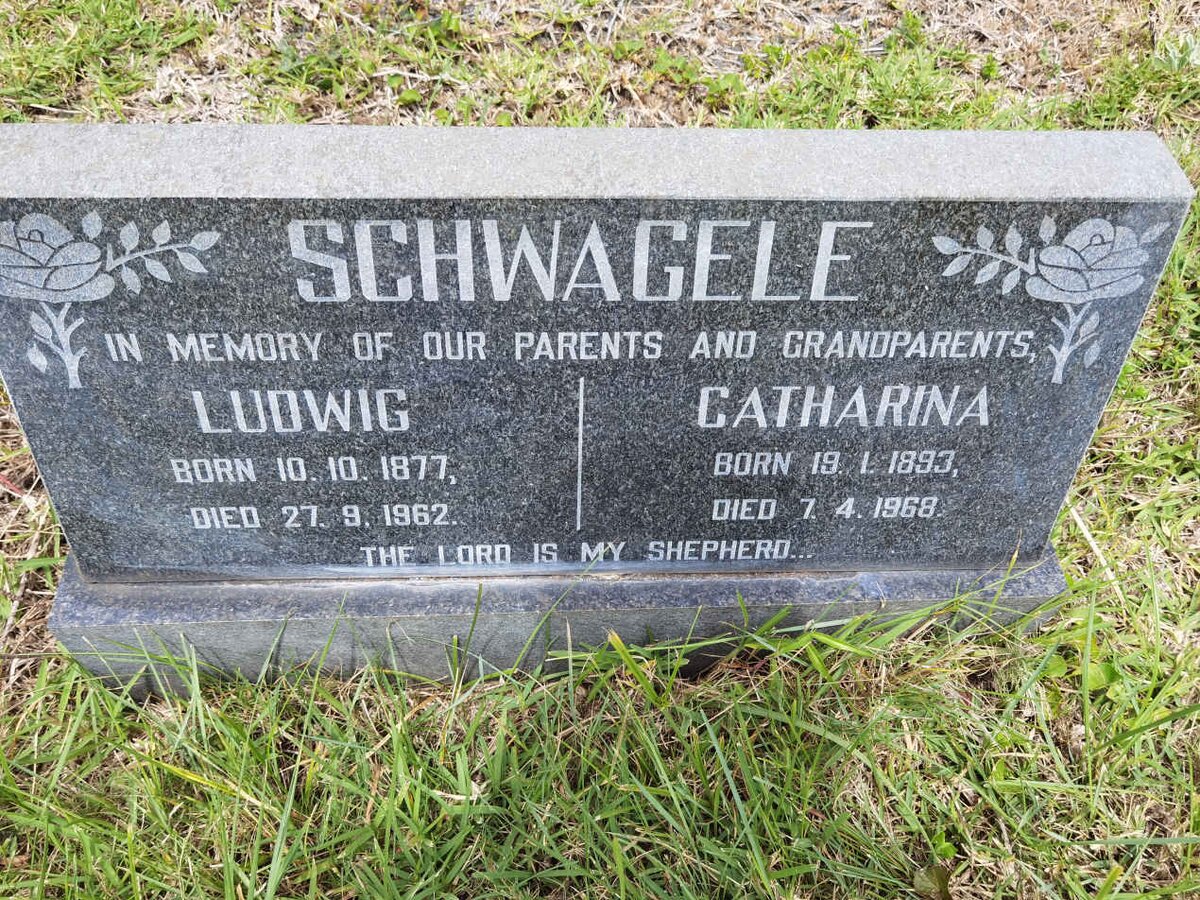 SCHWAGELE
IN MEMORY OF OUR PARENTS AND GRANDPARENTS,
LUDWIG
BORN 10. 10. 1877,
DIED 27. 9. 1962.
CATHARINA
BORN 19. 1. 1893,
DIED 7. 4. 1968.
THE LORD IS MY SHEPHERD...